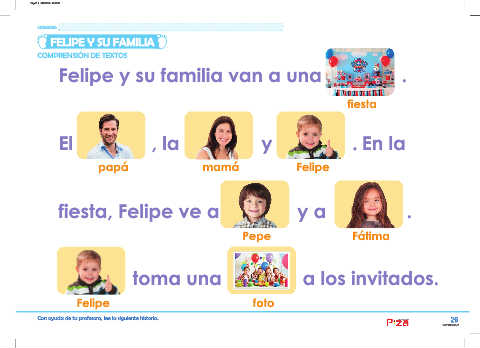 FELIPE Y SU FAMILIA
COMPRENSIÓN DE TEXTOS
Felipe y su familia van a una .
fiesta
El , la y . En la
papá mamá Felipe
fiesta, Felipe ve a y a .
Pepe Fátima
toma una a los invitados.
Felipe foto
Con ayuda de tu profesora, lee la siguiente historia.
26